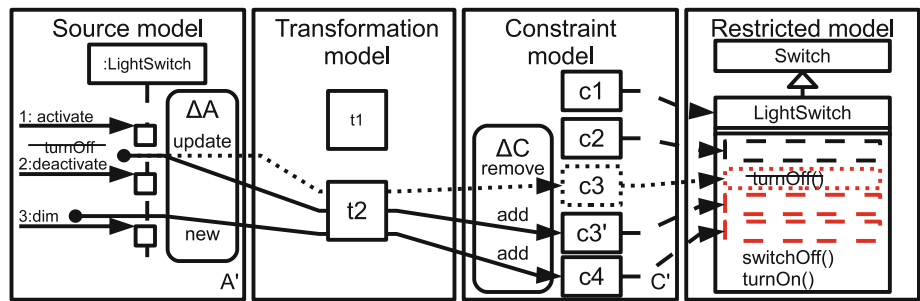 Source model
:LightSwitch
ΔA
1: activate
update
turnOff
2:deactivate
3:dim
new
A'
Transformation
model
t1
t2
Constraint
model
c1
c2
ΔC
remove
c3
add
c3'
add
c4
C'
Restricted model
Switch
LightSwitch
turnOff()
switchOff()
turnOn()